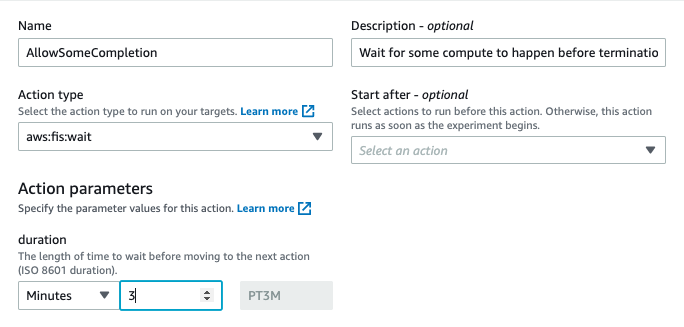 Name
AllowSomeCompletion
Description - optional
Wait for some compute to happen before terminatio
Action type
Select the action type to run on your targets. Learn more
aws:fis:wait
Start after - optional
Select actions to run before this action. Otherwise, this action
runs as soon as the experiment begins.
Select an action
Action parameters
Specify the parameter values for this action. Learn more
duration
The length of time to wait before moving to the next action
(ISO 8601 duration).
Minutes
3
PT3M